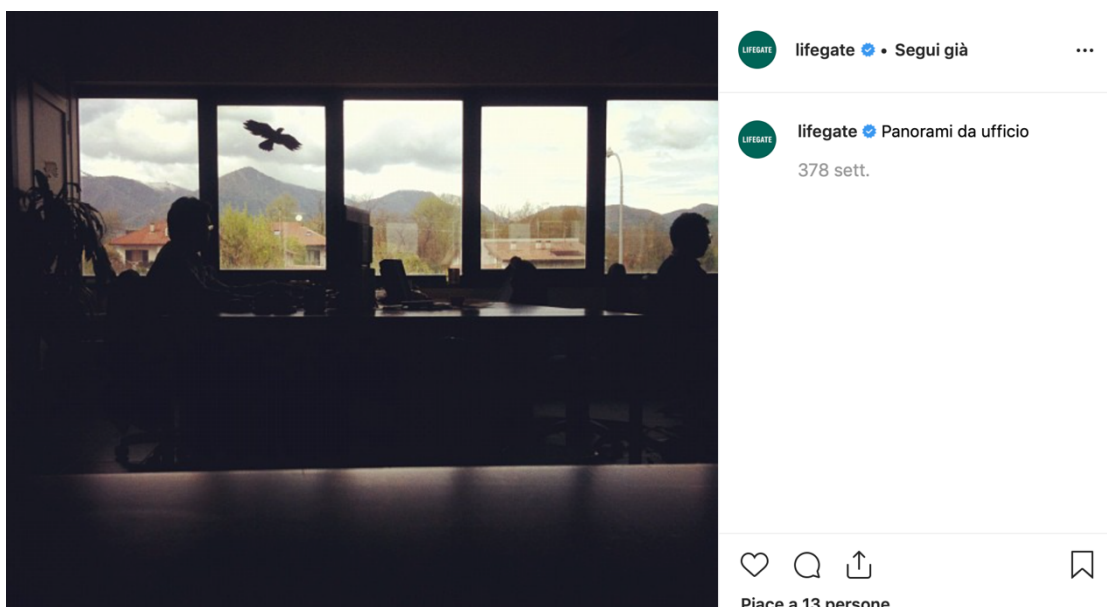 LIFEGATE
lifegate • Segui già
LIFEGATE
lifegate Panorami da ufficio
378 sett.
Piace a 13 persone